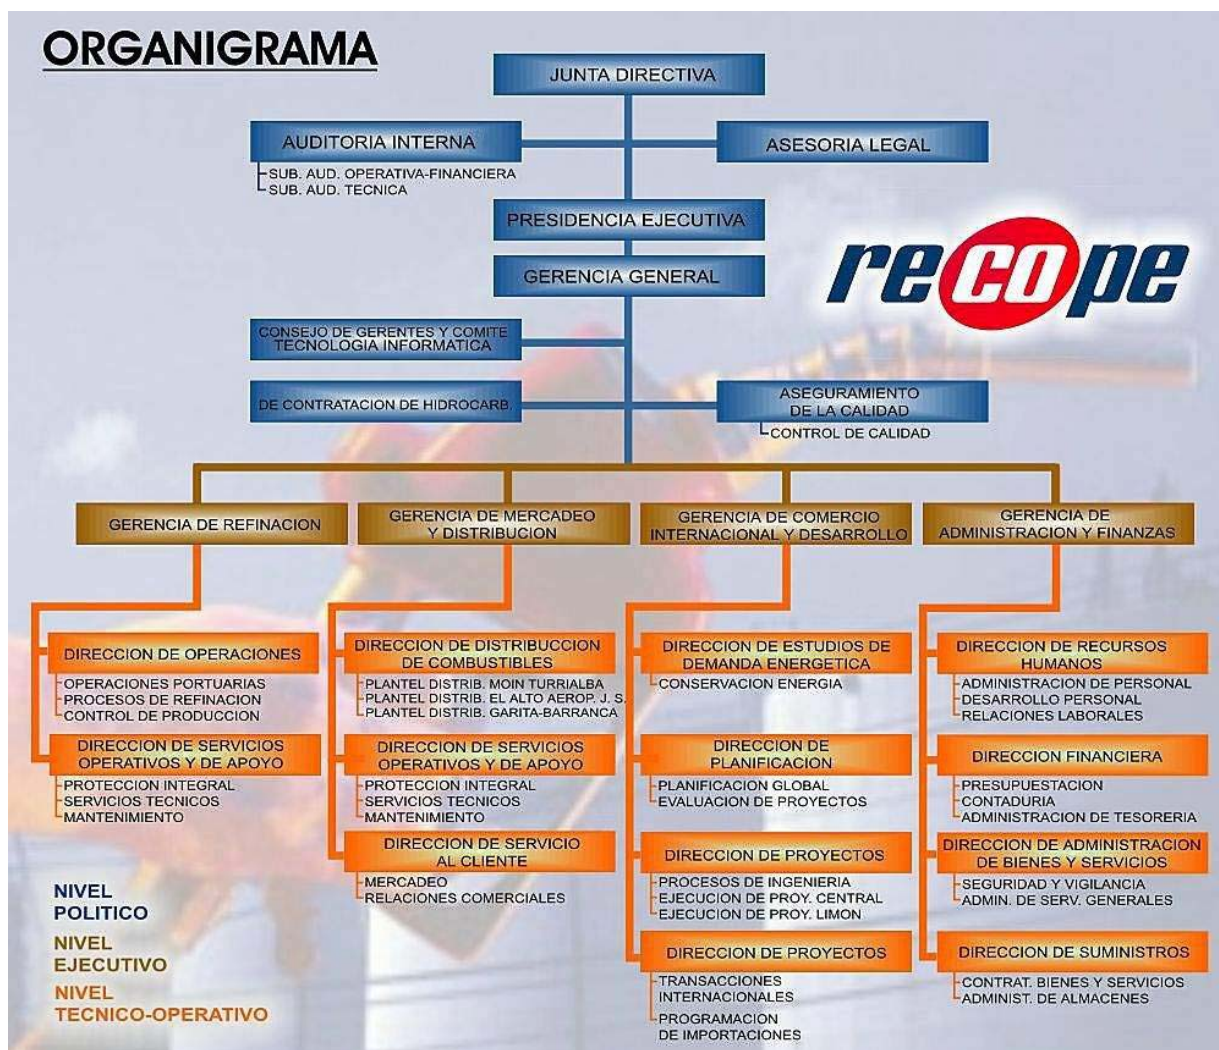 ORGANIGRAMA
JUNTA DIRECTIVA
AUDITORIA INTERNA
SUB. AUD. OPERATIVA-FINANCIERA
SUB. AUD. TECNICA
ASESORIA LEGAL
PRESIDENCIA EJECUTIVA
GERENCIA GENERAL
recope
CONSEJO DE GERENTES Y COMITE
TECNOLOGIA INFORMATICA
DE CONTRATACION DE HIDROCARB.
ASEGURAMIENTO
DE LA CALIDAD
CONTROL DE CALIDAD
GERENCIA DE REFINACION
GERENCIA DE MERCADEO
Y DISTRIBUCION
GERENCIA DE COMERCIO
INTERNACIONAL Y DESARROLLO
GERENCIA DE
ADMINISTRACION Y FINANZAS
DIRECCION DE OPERACIONES
OPERACIONES PORTUARIAS
PROCESOS DE REFINACION
CONTROL DE PRODUCCION
DIRECCION DE SERVICIOS
OPERATIVOS Y DE APOYO
PROTECCION INTEGRAL
SERVICIOS TECNICOS
MANTENIMIENTO
DIRECCION DE DISTRIBUCCION
DE COMBUSTIBLES
PLANTEL DISTRIB. MOIN TURRIALBA
PLANTEL DISTRIB. EL ALTO AEROP. J. S.
PLANTEL DISTRIB. GARITA-BARRANCA
DIRECCION DE SERVICIOS
OPERATIVOS Y DE APOYO
PROTECCION INTEGRAL
SERVICIOS TECNICOS
MANTENIMIENTO
DIRECCION DE SERVICIO
AL CLIENTE
MERCADEO
RELACIONES COMERCIALES
DIRECCION DE ESTUDIOS DE
DEMANDA ENERGETICA
CONSERVACION ENERGIA
DIRECCION DE
PLANIFICACION
PLANIFICACION GLOBAL
EVALUACION DE PROYECTOS
DIRECCION DE PROYECTOS
PROCESOS DE INGENIERIA
EJECUCION DE PROY. CENTRAL
EJECUCION DE PROY. LIMON
DIRECCION DE PROYECTOS
TRANSACCIONES
INTERNACIONALES
PROGRAMACION
DE IMPORTACIONES
DIRECCION DE RECURSOS
HUMANOS
ADMINISTRACION DE PERSONAL
DESARROLLO PERSONAL
RELACIONES LABORALES
DIRECCION FINANCIERA
PRESUPUESTACION
CONTADURIA
ADMINISTRACION DE TESORERIA
DIRECCION DE ADMINISTRACION
DE BIENES Y SERVICIOS
SEGURIDAD Y VIGILANCIA
ADMIN. DE SERV. GENERALES
DIRECCION DE SUMINISTROS
CONTRAT. BIENES Y SERVICIOS
ADMINIST. DE ALMACENES
NIVEL
POLITICO
NIVEL
EJECUTIVO
NIVEL
TECNICO-OPERATIVO